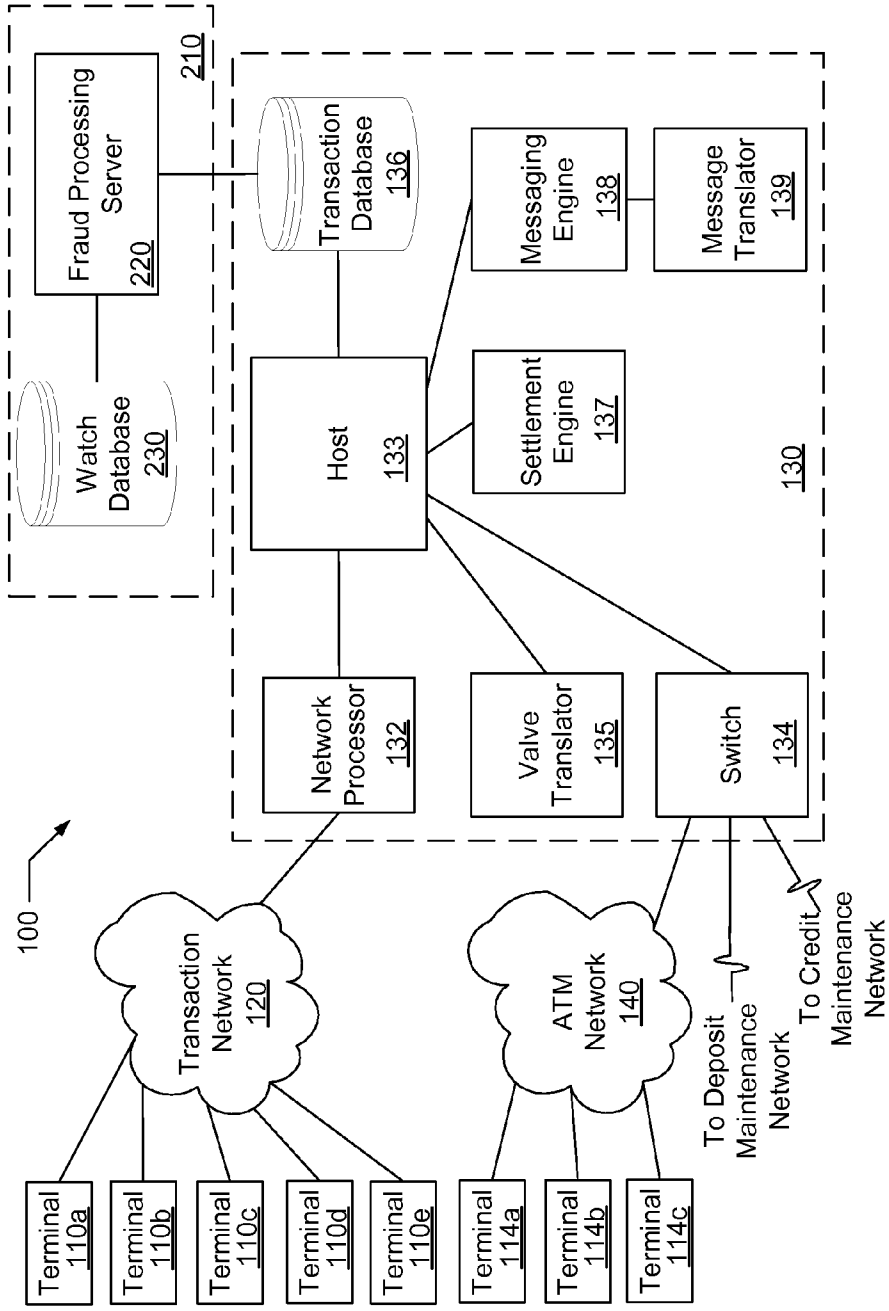 100
Terminal
110a
Terminal
110b
Terminal
110c
Terminal
110d
Terminal
110e
Terminal
114a
Terminal
114b
Terminal
114c
Transaction
Network
120
ATM
Network
140
To Deposit
Maintenance
Network
To Credit
Maintenance
Network
Network
Processor
132
Valve
Translator
135
Switch
134
Host
133
Settlement
Engine
137
Transaction
Database
136
Messaging
Engine
138
Message
Translator
139
130
Watch
Database
230
Fraud Processing
Server
220
210